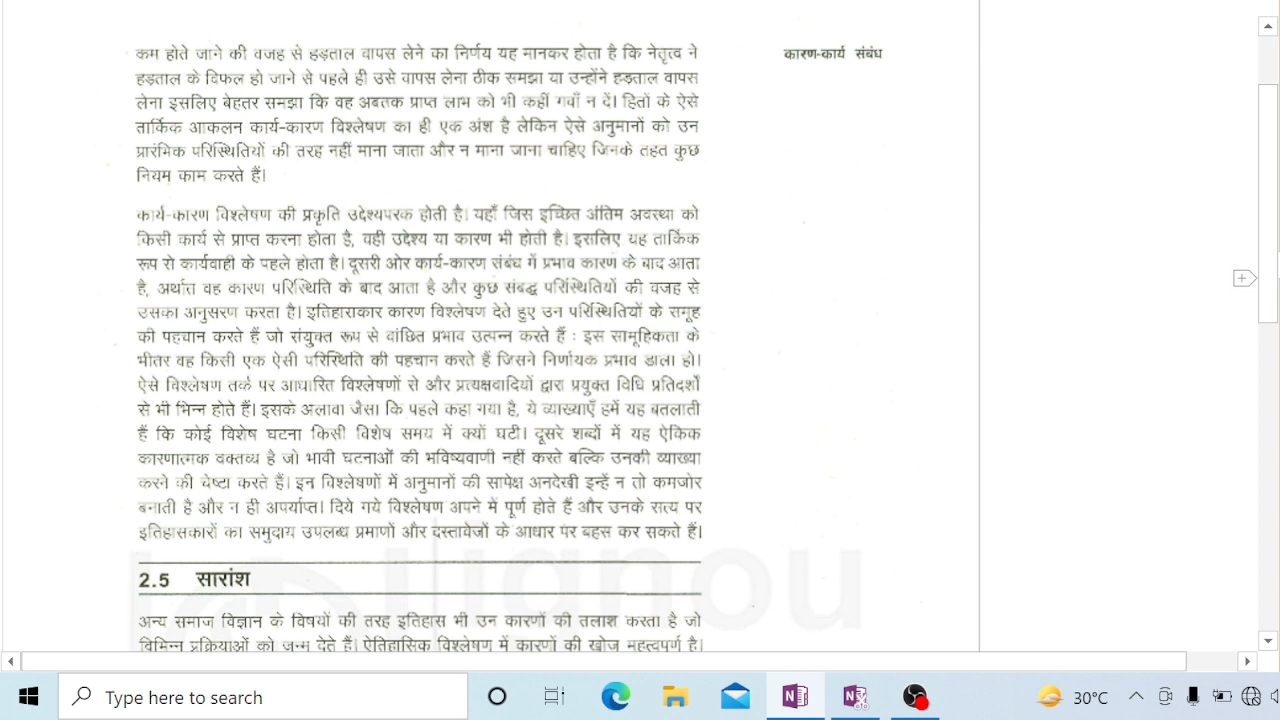 कम होते जाने की वजह से हड़ताल वापस लेने का निर्णय यह मानकर होता है कि नेतृत्व ने
कारण-कार्य संबंध
हड़ताल के विफल हो जाने से पहले ही उसे वापस लेना ठीक समझा या उन्होंने हड़ताल वापस
लेना इसलिए बेहतर समझा कि वह अबतक प्राप्त लाभ को भी कहीं गवाँ न दें। हितों के ऐसे
तार्किक आकलन कार्य-कारण विश्लेषण का ही एक अंश है लेकिन ऐसे अनुमानों को उन
प्रारंभिक परिस्थितियों की तरह नहीं माना जाता और न माना जाना चाहिए जिनके तहत कुछ
नियम काम करते हैं।
कार्य-कारण विश्लेषण की प्रकृति उद्देश्यपरक होती है। यहाँ जिस इच्छित अंतिम अवस्था को
किसी कार्य से प्राप्त करना होता है, वही उद्देश्य या कारण भी होती है। इसलिए यह तार्किक
रूप से कार्यवाही के पहले होता है। दूसरी ओर कार्य-कारण संबंध में प्रभाव कारण के बाद आता
है, अर्थात वह कारण परिस्थिति के बाद आता है और कुछ संबद्ध परिस्थितियों की वजह से
उसका अनुसरण करता है। इतिहासकार कारण विश्लेषण देते हुए उन परिस्थितियों के समूह
की पहचान करते हैं जो संयुक्त रूप से वांछित प्रभाव उत्पन्न करते हैं : इस सामूहिकता के
भीतर वह किसी एक ऐसी परिस्थिति की पहचान करते हैं जिसने निर्णायक प्रभाव डाला हो।
ऐसे विश्लेषण तर्क पर आधारित विश्लेषणों से और प्रत्यक्षवादियों द्वारा प्रयुक्त विधि प्रतिदर्शों
से भी भिन्न होते हैं। इसके अलावा जैसा कि पहले कहा गया है, ये व्याख्याएँ हमें यह बतलाती
हैं कि कोई विशेष घटना किसी विशेष समय में क्यों घटी। दूसरे शब्दों में यह ऐकिक
कारणात्मक वक्तव्य है जो भावी घटनाओं की भविष्यवाणी नहीं करते बल्कि उनकी व्याख्या
करने की चेष्टा करते हैं। इन विश्लेषणों में अनुमानों की सापेक्ष अनदेखी इन्हें न तो कमजोर
बनाती है और न ही अपर्याप्त। दिये गये विश्लेषण अपने में पूर्ण होते हैं और उनके सत्य पर
इतिहासकारों का समुदाय उपलब्ध प्रमाणों और दस्तावेजों के आधार पर बहस कर सकते हैं।
2.5 सारांश
अन्य समाज विज्ञान के विषयों की तरह इतिहास भी उन कारणों की तलाश करता है जो
विभिन्न प्रक्रियाओं को जन्म देते हैं। ऐतिहासिक विश्लेषण में कारणों की खोज महत्वपूर्ण है।
Type here to search
30°C